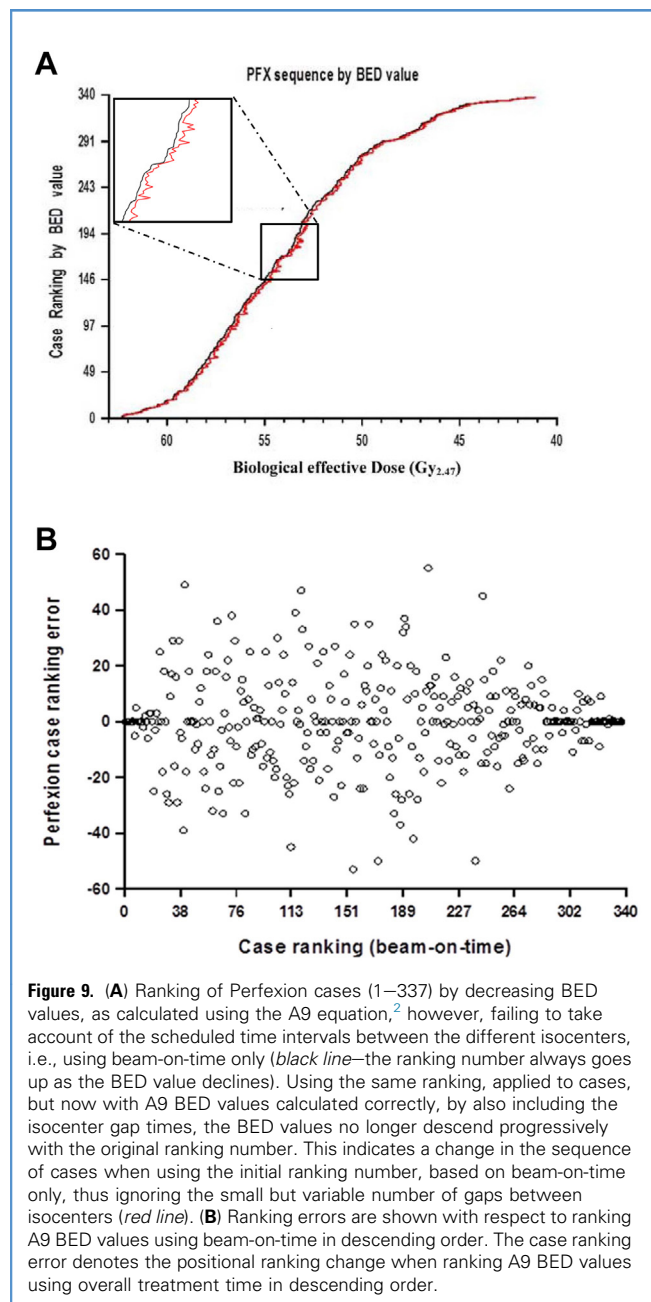 A
PFX sequence by BED value
340
291
243
194
146
97
49
0
Case Ranking by BED value
60 55 50 45 40
Biological effective Dose (Gy2.47)
B
60
40
20
0
-20
-40
-60
Perfexion case ranking error
0 38 76 113 151 189 227 264 302 340
Case ranking (beam-on-time)
Figure 9. (A) Ranking of Perfexion cases (1–337) by decreasing BED
values, as calculated using the A9 equation,2 however, failing to take
account of the scheduled time intervals between the different isocenters,
i.e., using beam-on-time only (black line–the ranking number always goes
up as the BED value declines). Using the same ranking, applied to cases,
but now with A9 BED values calculated correctly, by also including the
isocenter gap times, the BED values no longer descend progressively
with the original ranking number. This indicates a change in the sequence
of cases when using the initial ranking number, based on beam-on-time
only, thus ignoring the small but variable number of gaps between
isocenters (red line). (B) Ranking errors are shown with respect to ranking
A9 BED values using beam-on-time in descending order. The case ranking
error denotes the positional ranking change when ranking A9 BED values
using overall treatment time in descending order.